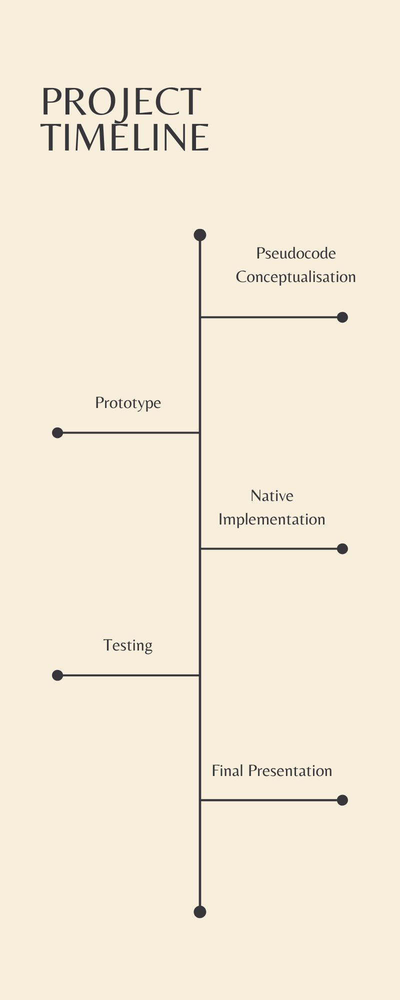 PROJECT
TIMELINE
Pseudocode
Conceptualisation
Prototype
Native
Implementation
Testing
Final Presentation